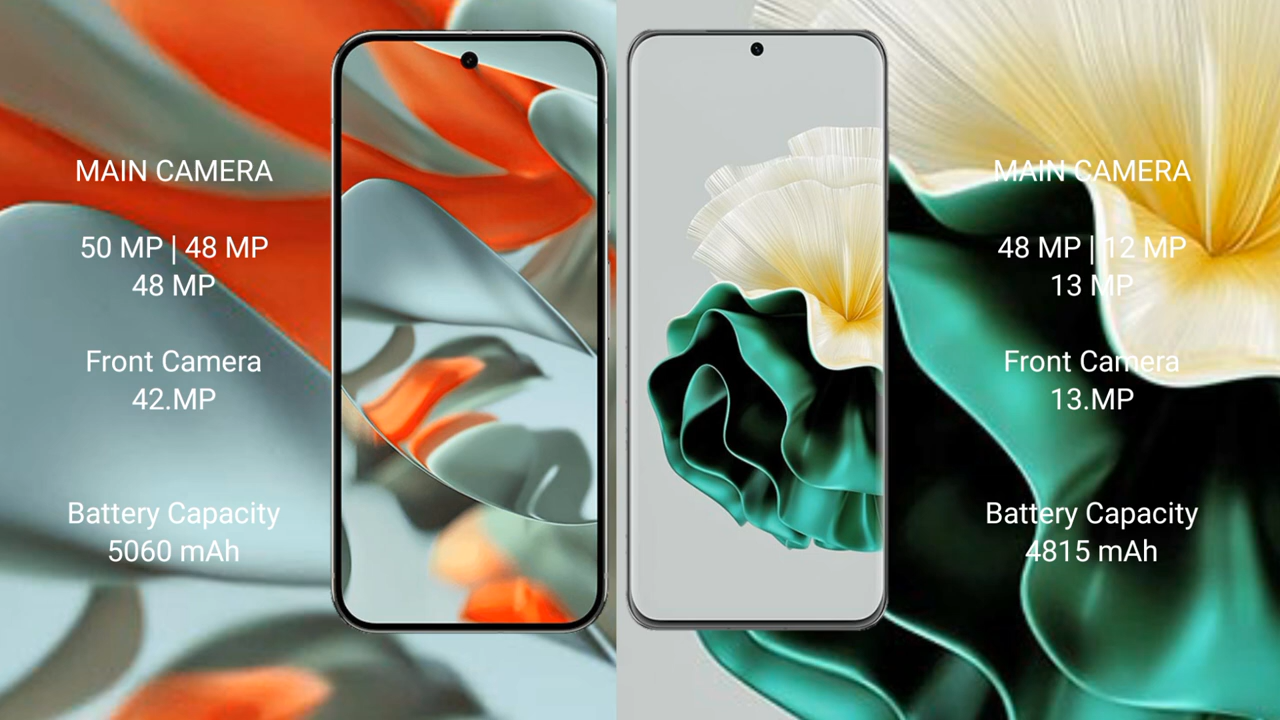 MAIN CAMERA
50 MP | 48 MP
48 MP
Front Camera
42.MP
Battery Capacity
5060 mAh
MAIN CAMERA
48 MP | 12 MP
13 MP
Front Camera
13.MP
Battery Capacity
4815 mAh